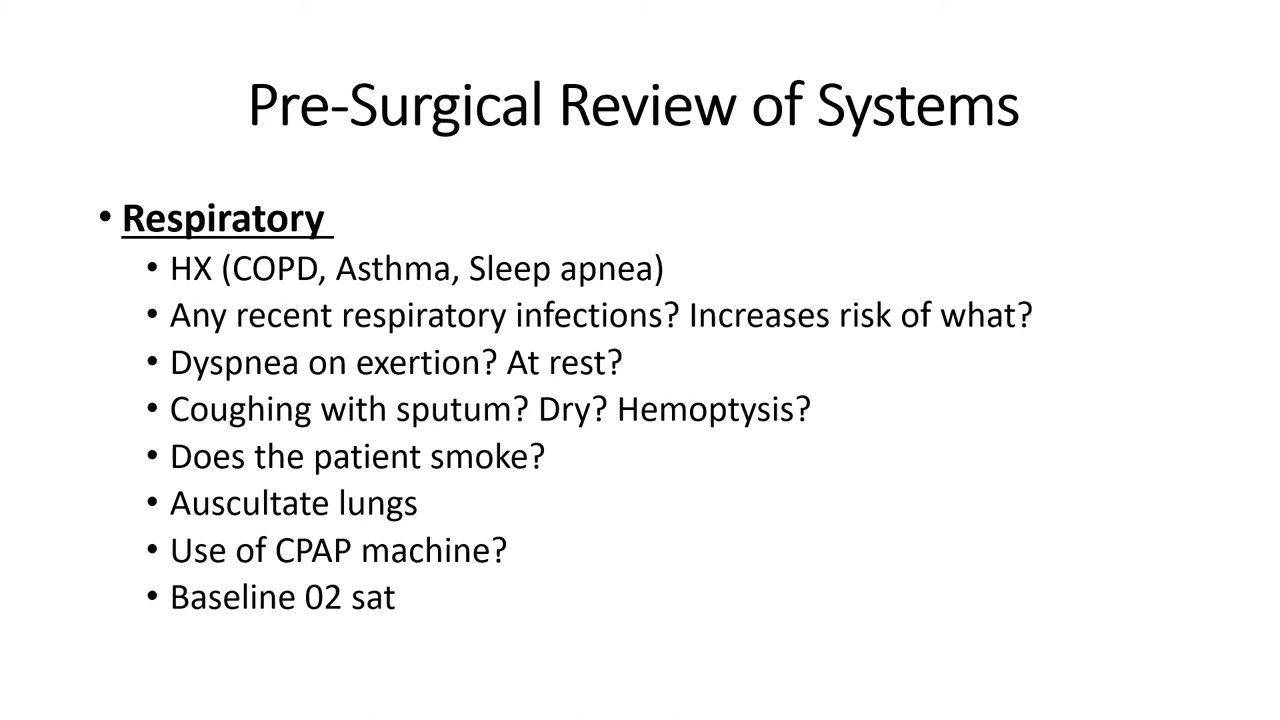 Pre-Surgical Review of Systems
• Respiratory
• HX (COPD, Asthma, Sleep apnea)
• Any recent respiratory infections? Increases risk of what?
• Dyspnea on exertion? At rest?
• Coughing with sputum? Dry? Hemoptysis?
• Does the patient smoke?
• Auscultate lungs
• Use of CPAP machine?
• Baseline 02 sat